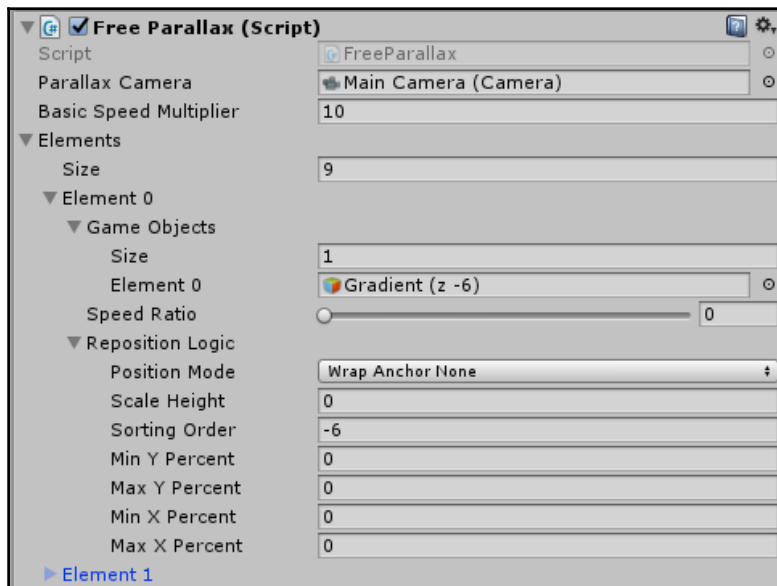 Free Parallax (Script)
Script FreeParallax
Parallax Camera Main Camera (Camera)
Basic Speed Multiplier 10
Elements
Size 9
Element 0
Game Objects
Size 1
Element 0 Gradient (z -6)
Speed Ratio 0
Reposition Logic
Position Mode Wrap Anchor None
Scale Height 0
Sorting Order -6
Min Y Percent 0
Max Y Percent 0
Min X Percent 0
Max X Percent 0
Element 1